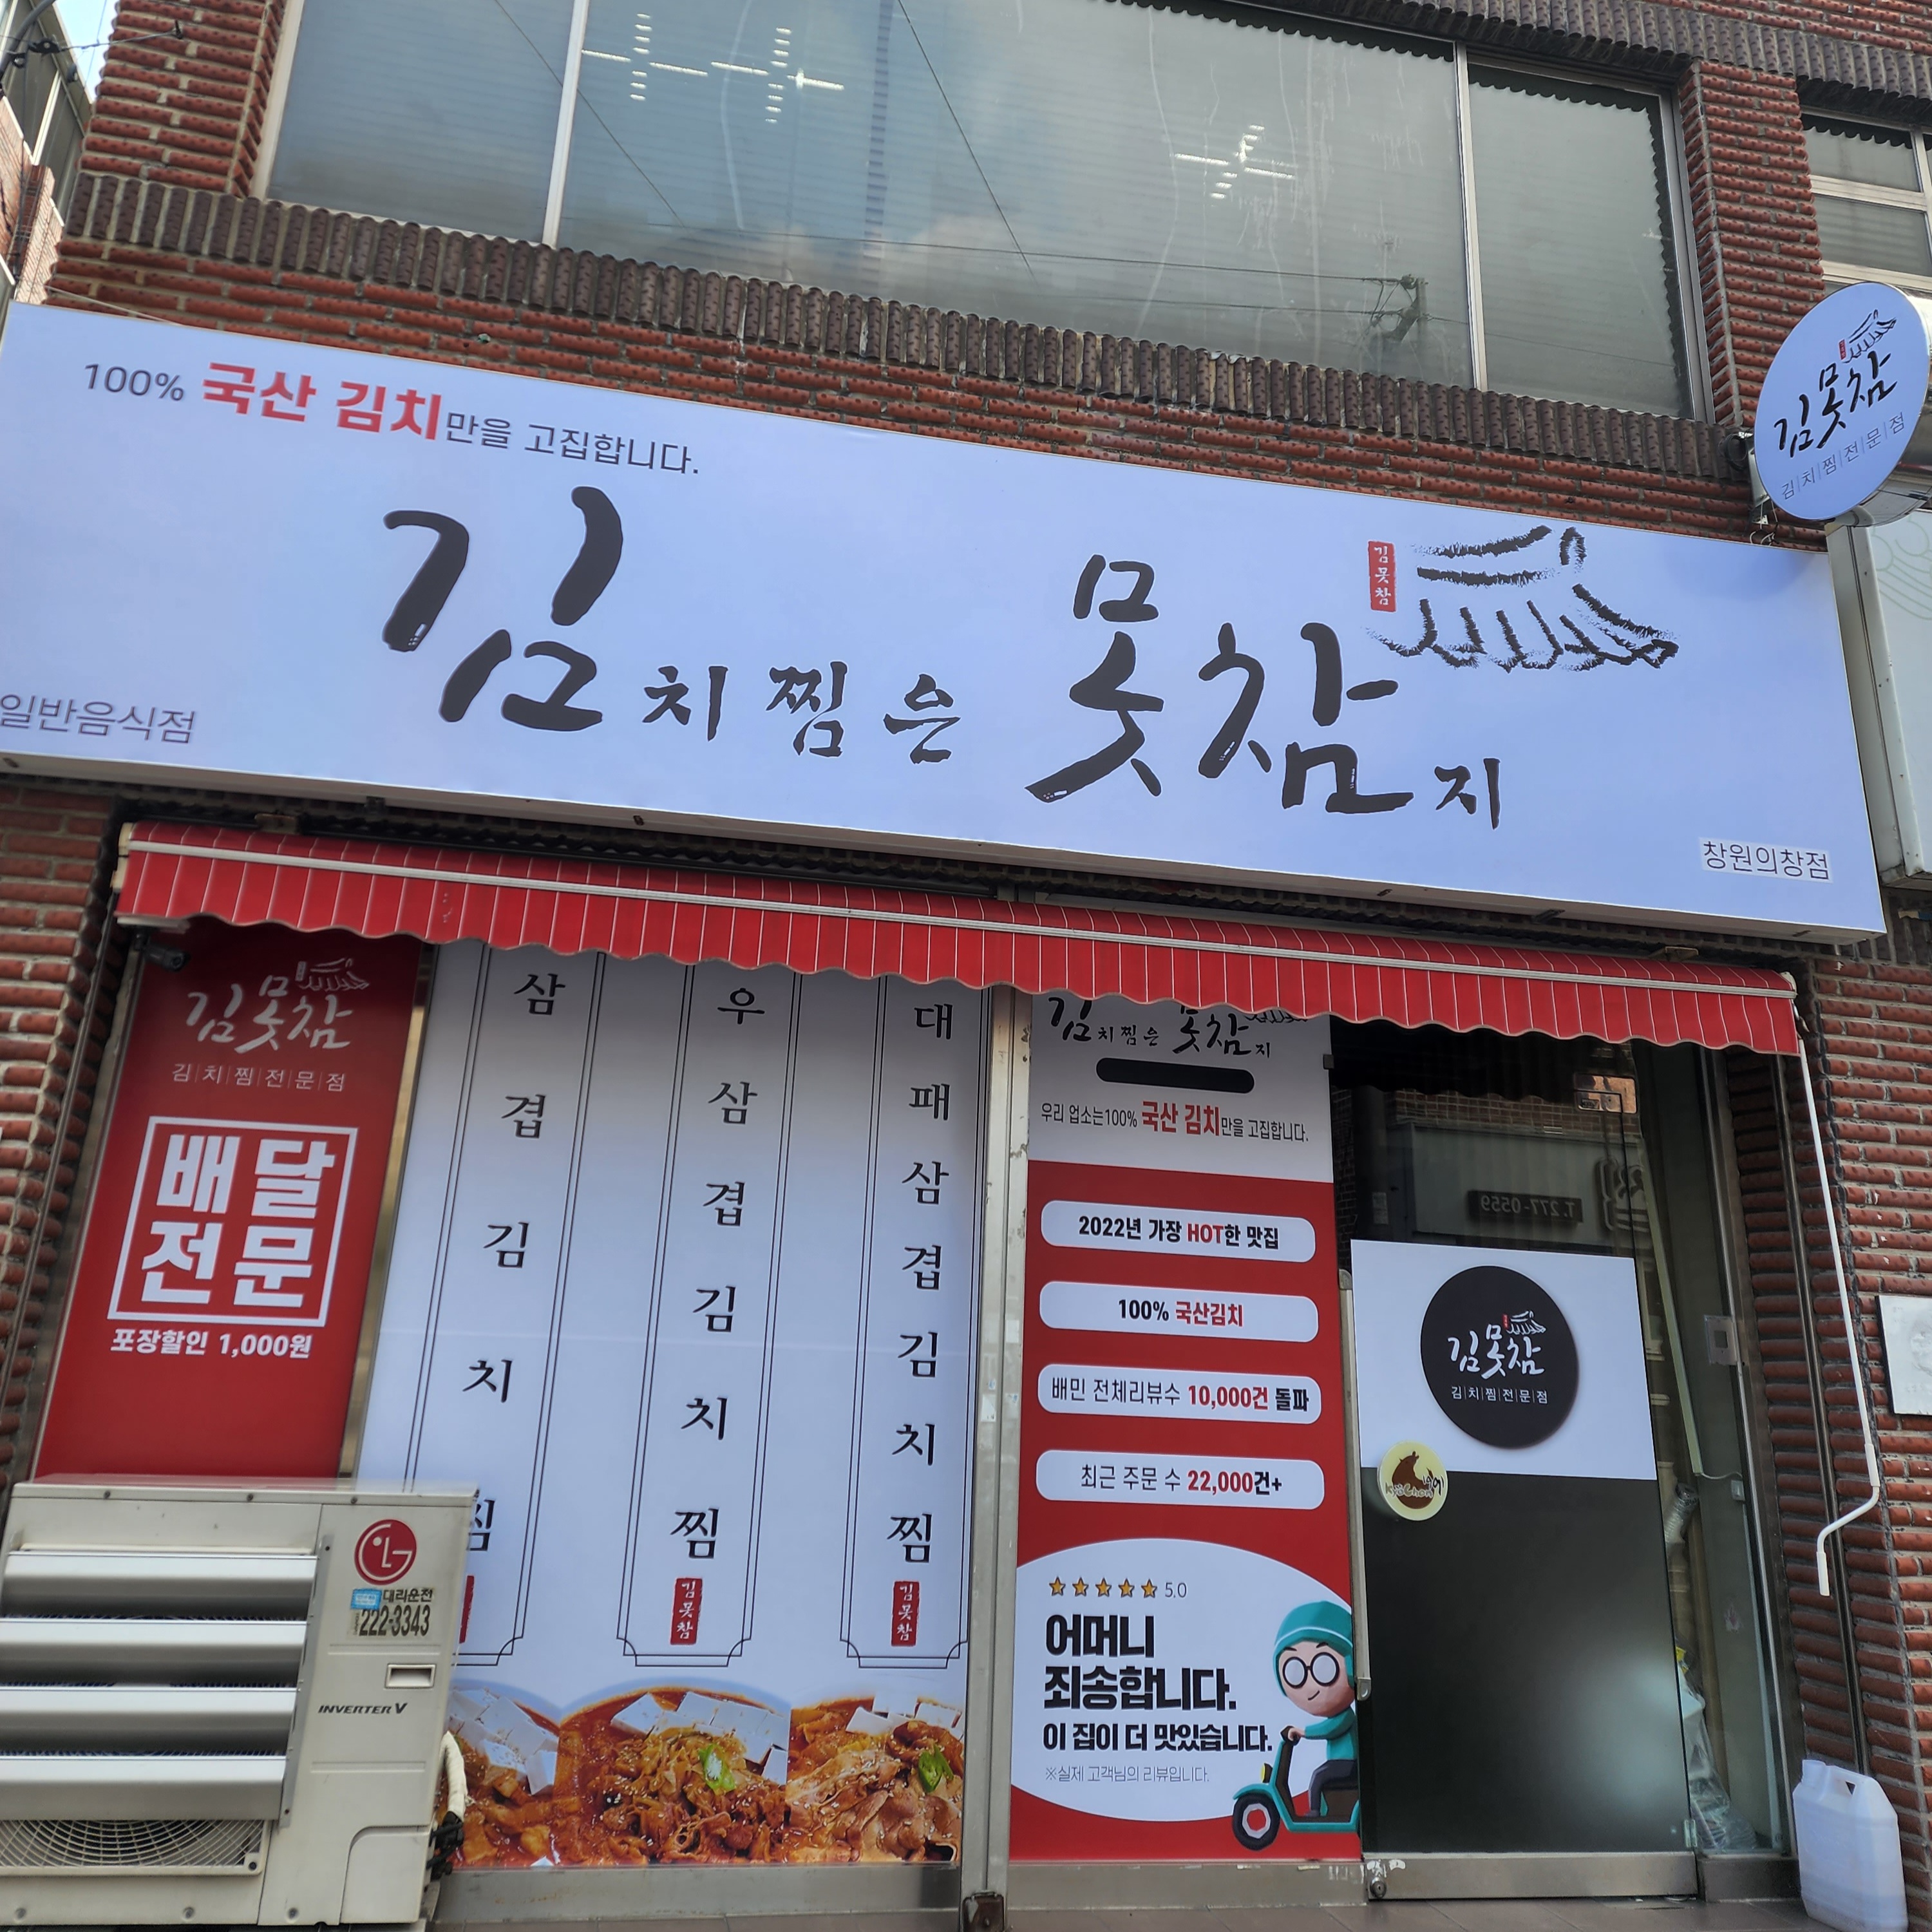 100% 국산 김치만을 고집합니다.
김치찜은 못참지
김못참
일반음식점
창원의창점
김못참
김|치|찜|전|문|점
김못참
김|치|찜|전|문|점
배달
전문
포장할인 1,000원
삼겹김치찜
우삼겹김치찜
김못참
대패삼겹김치찜
김못참
김치찜은 못참지
우리 업소는100% 국산 김치만을 고집합니다.
2022년 가장 HOT한 맛집
100% 국산김치
배민 전체리뷰수 10,000건 돌파
최근 주문 수 22,000건+
5.0
어머니
죄송합니다.
이 집이 더 맛있습니다.
※실제 고객님의 리뷰입니다.
김못참
김|치|찜|전|문|점
T.277-0559
LG
대리운전
222-3343
INVERTER V